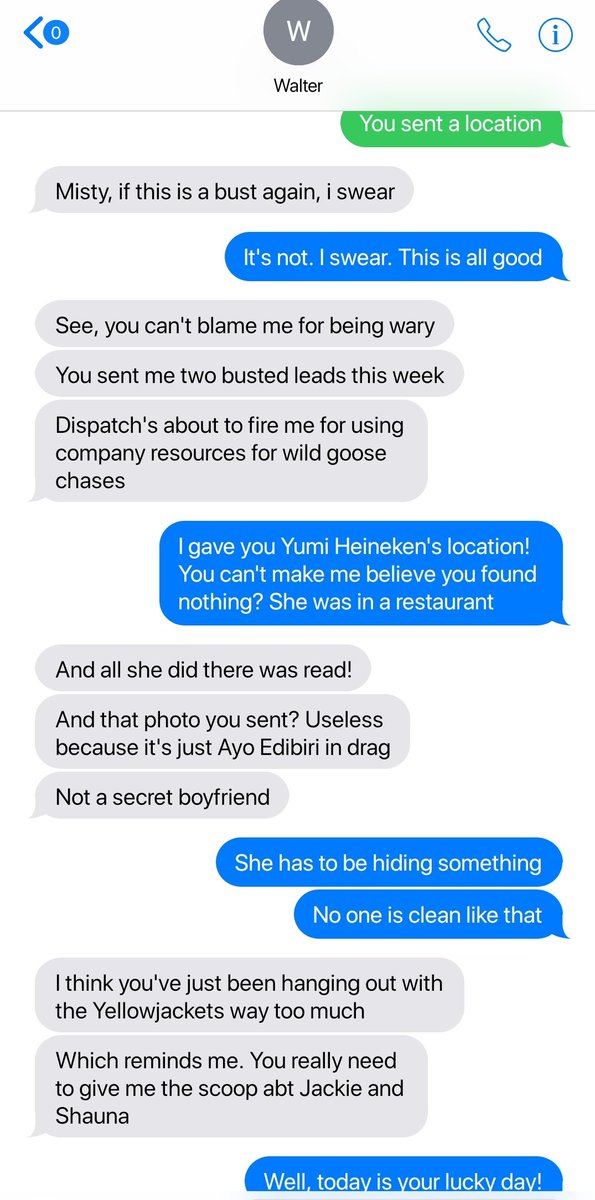 0
W
Walter
You sent a location
Misty, if this is a bust again, i swear
It's not. I swear. This is all good
See, you can't blame me for being wary
You sent me two busted leads this week
Dispatch's about to fire me for using
company resources for wild goose
chases
I gave you Yumi Heineken's location!
You can't make me believe you found
nothing? She was in a restaurant
And all she did there was read!
And that photo you sent? Useless
because it's just Ayo Edibiri in drag
Not a secret boyfriend
She has to be hiding something
No one is clean like that
I think you've just been hanging out with
the Yellowjackets way too much
Which reminds me. You really need
to give me the scoop abt Jackie and
Shauna
Well, today is your lucky day!